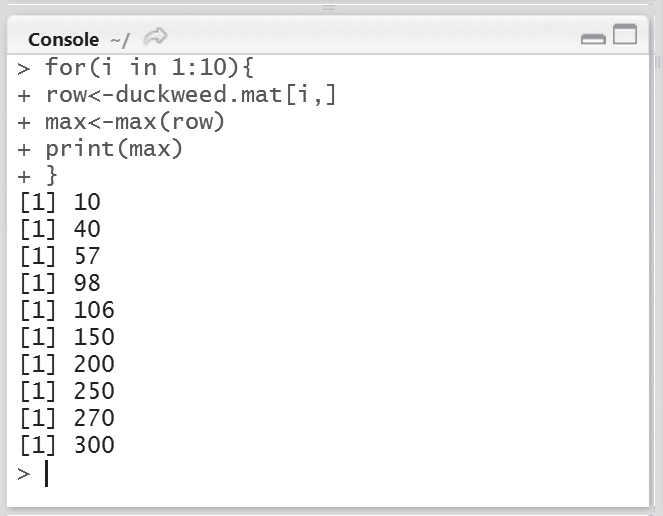 Console ~/
> for(i in 1:10){
+ row<-duckweed.mat[i,]
+ max<-max(row)
+ print(max)
+ }
[1] 10
[1] 40
[1] 57
[1] 98
[1] 106
[1] 150
[1] 200
[1] 250
[1] 270
[1] 300
>